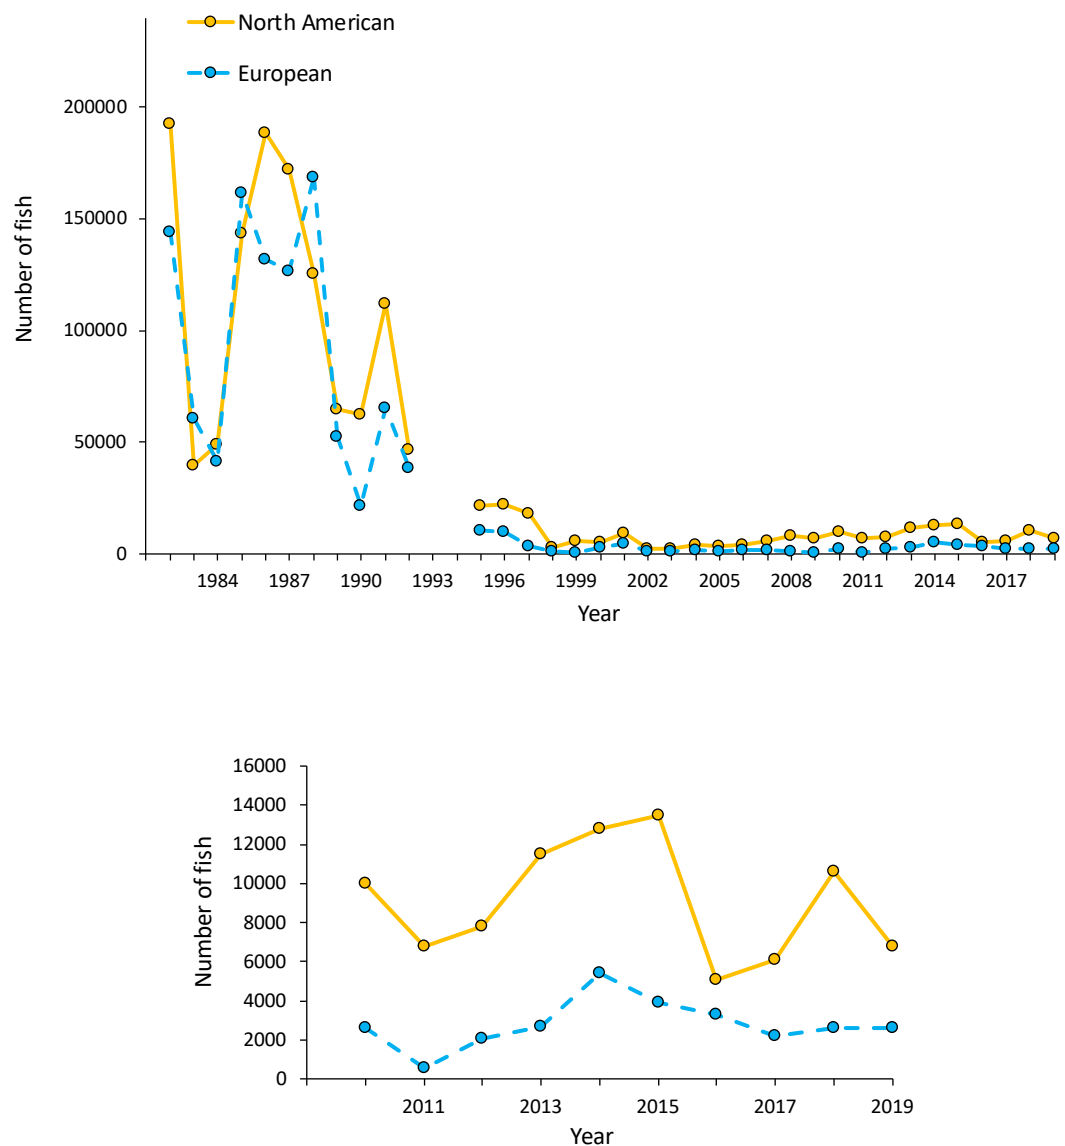 North American
European
200000
150000
100000
50000
0
Number of fish
1984 1987 1990 1993 1996 1999 2002 2005 2008 2011 2014 2017
Year
16000
14000
12000
10000
8000
6000
4000
2000
0
Number of fish
2011 2013 2015 2017 2019
Year